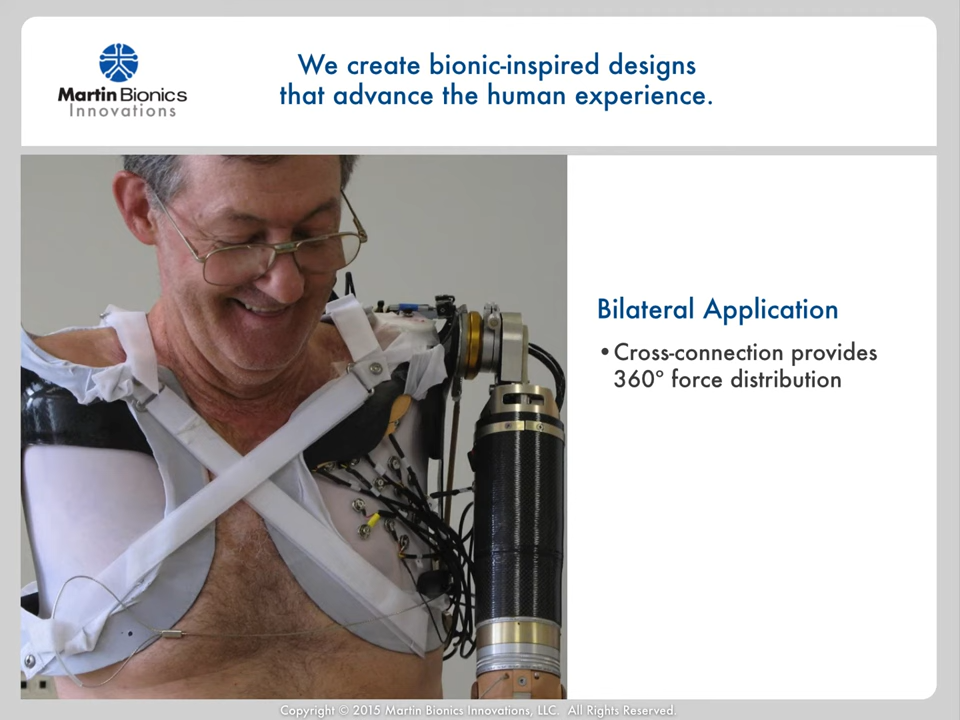 Martin Bionics
Innovations
We create bionic-inspired designs
that advance the human experience.
Bilateral Application
•Cross-connection provides
360° force distribution
Copyright © 2015 Martin Bionics Innovations, LLC.  All Rights Reserved.